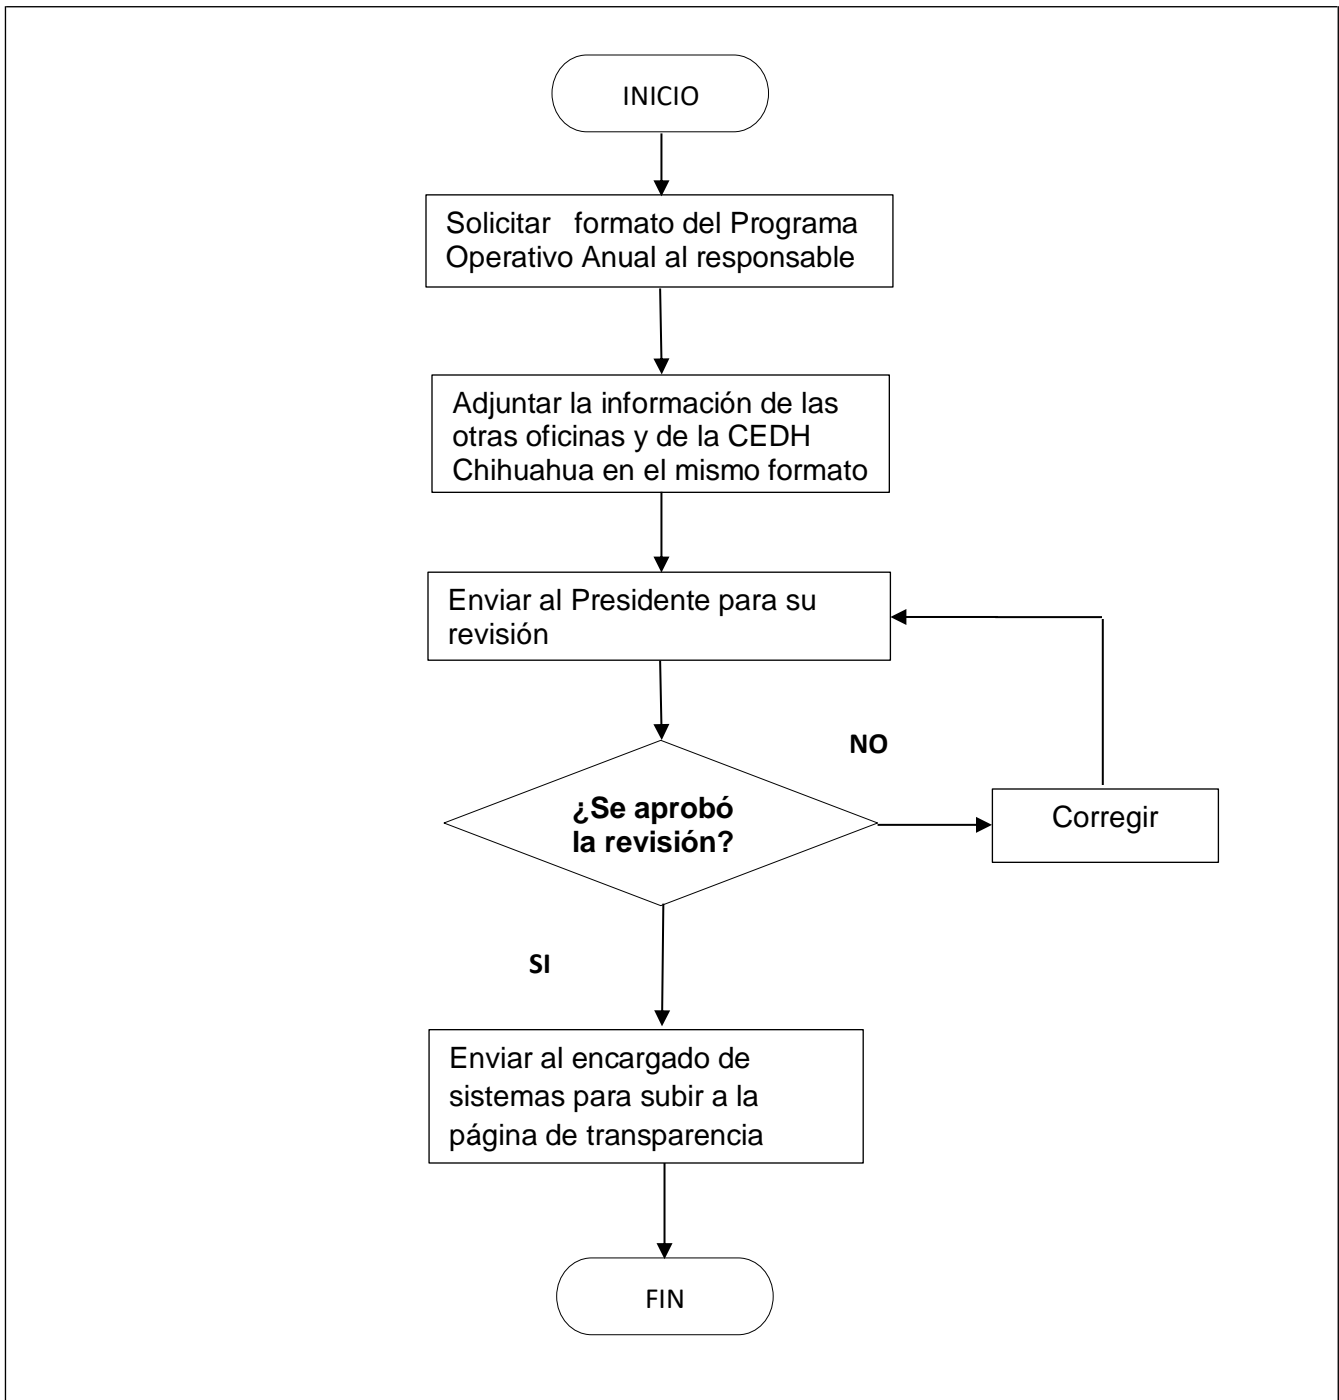 INICIO
Solicitar formato del Programa
Operativo Anual al responsable
Adjuntar la información de las
otras oficinas y de la CEDH
Chihuahua en el mismo formato
Enviar al Presidente para su
revisión
NO
¿Se aprobó
la revisión?
Corregir
SI
Enviar al encargado de
sistemas para subir a la
página de transparencia
FIN